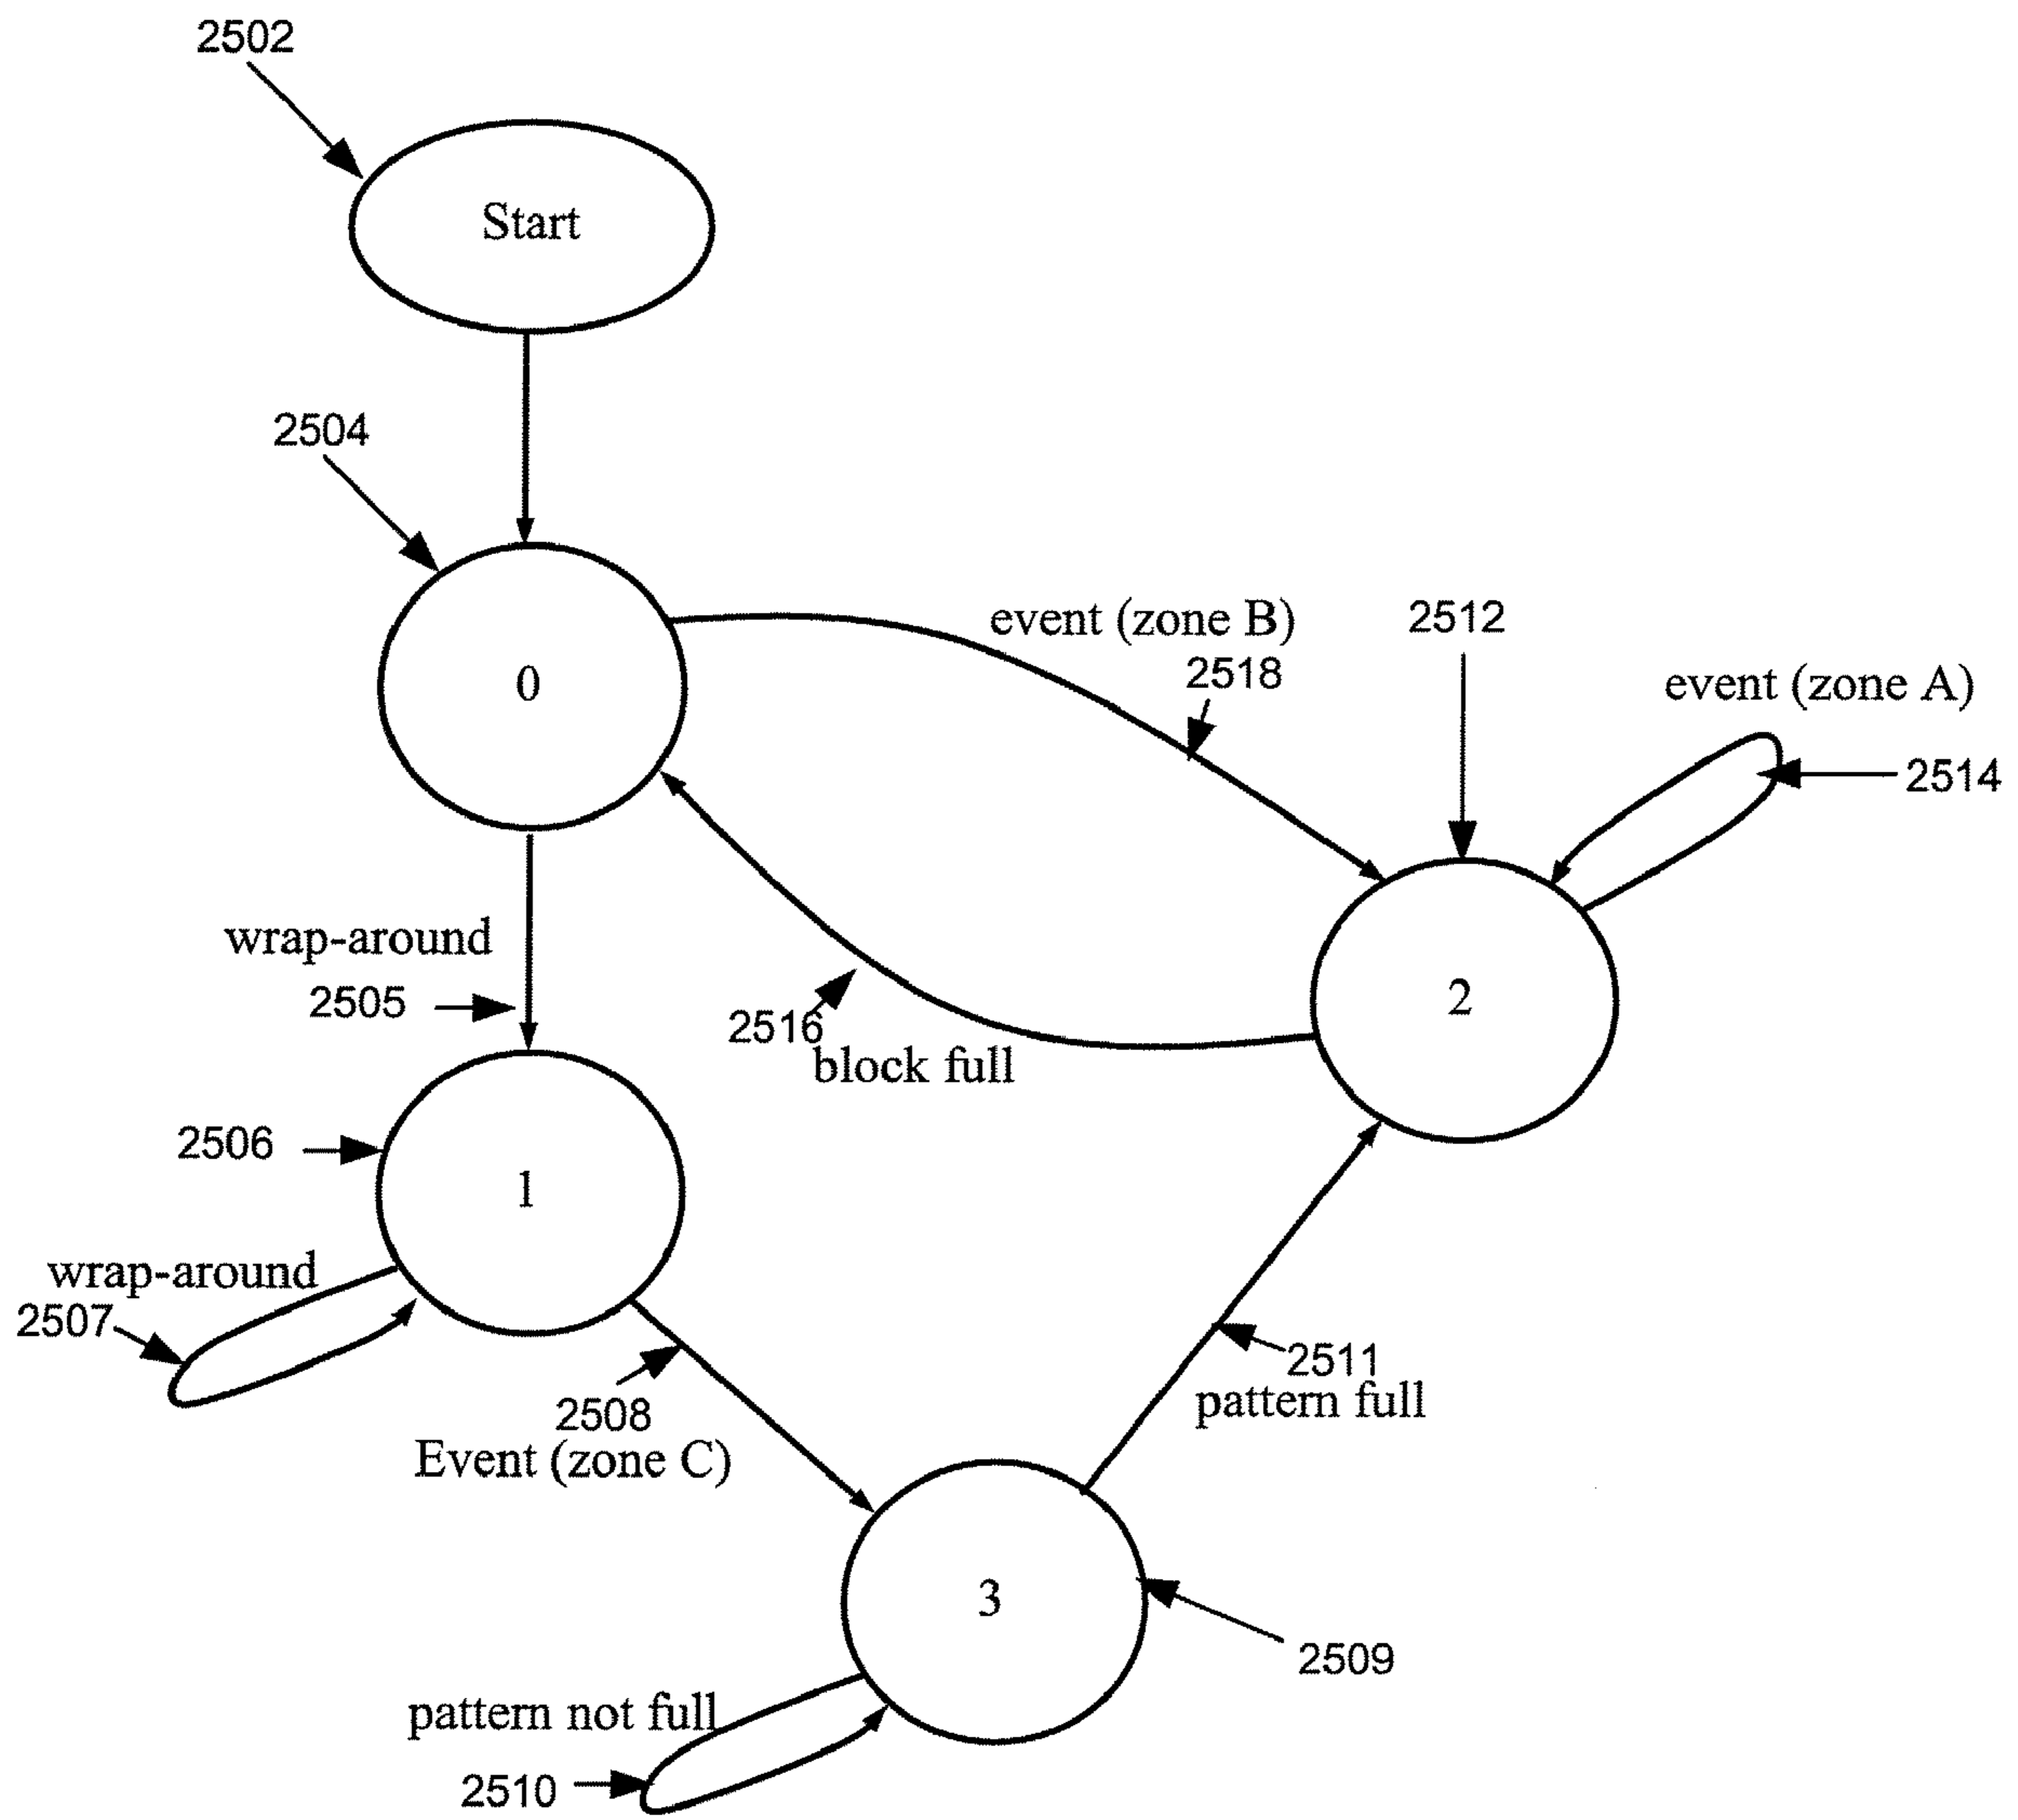 2502
Start
2504
0
event (zone B)
2518
2512
event (zone A)
2514
wrap-around
2505
2516
block full
2
2506
1
wrap-around
2507
2508
Event (zone C)
2511
pattern full
3
2509
pattern not full
2510